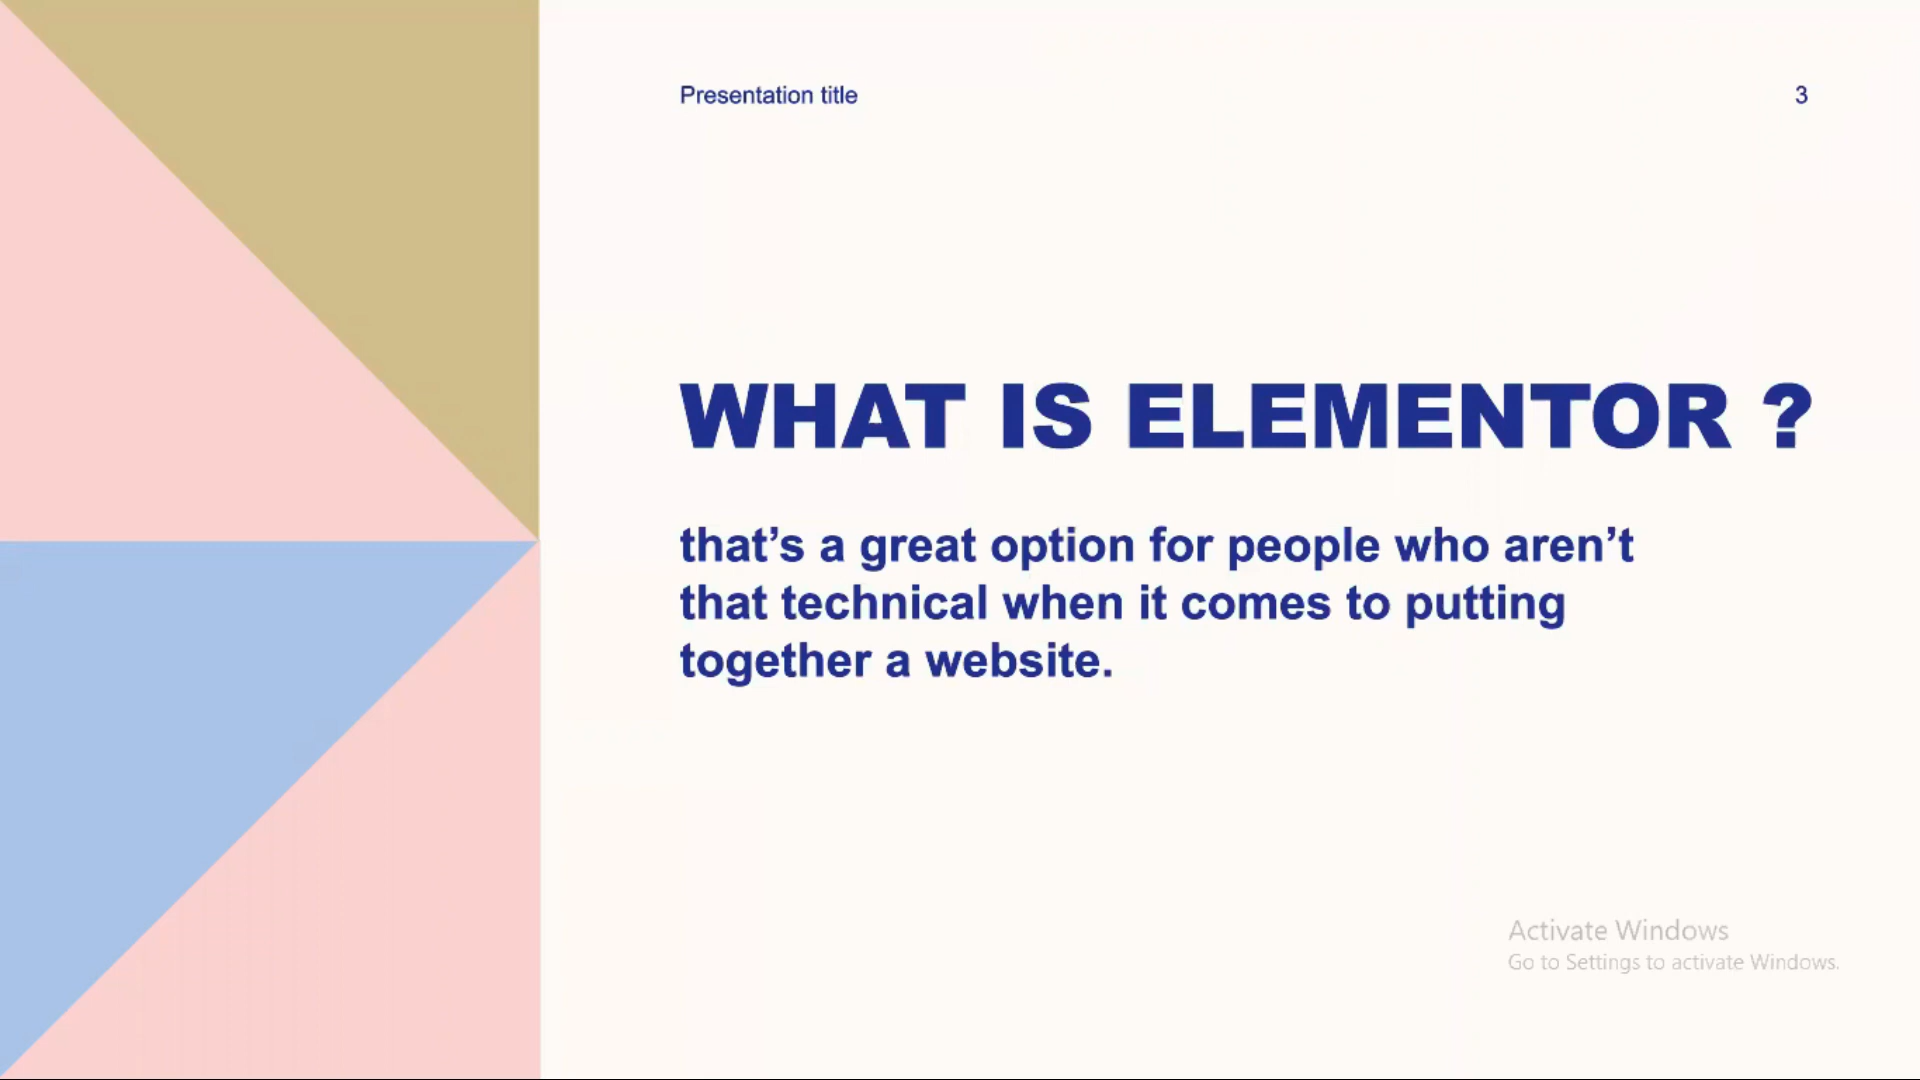 Presentation title
3
WHAT IS ELEMENTOR ?
that’s a great option for people who aren’t
that technical when it comes to putting
together a website.
Activate Windows
Go to Settings to activate Windows.